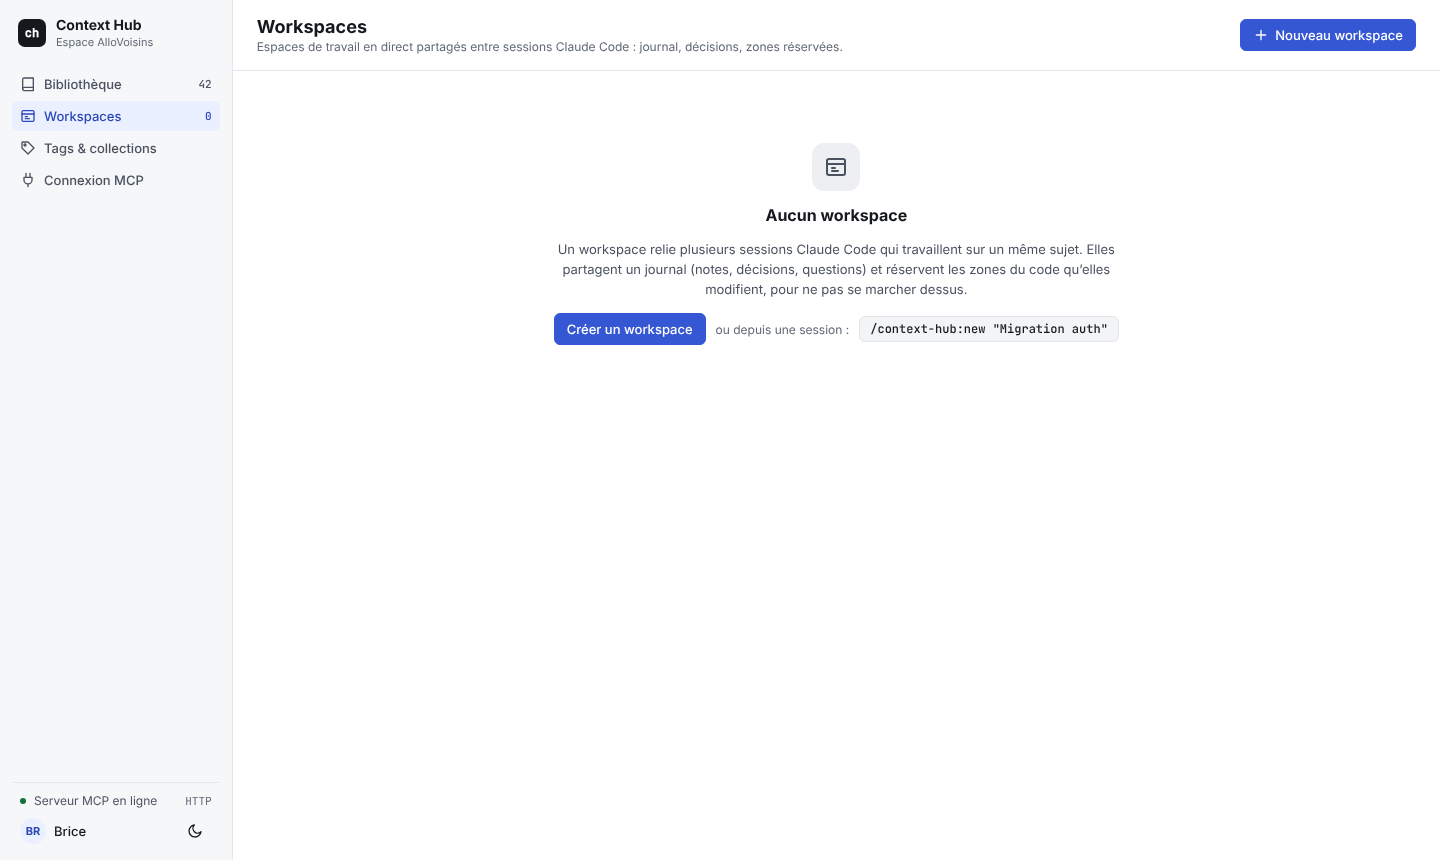 ch
Context Hub
Espace AlloVoisins
Bibliothèque 42
Workspaces 0
Tags & collections
Connexion MCP
Serveur MCP en ligne HTTP
BR Brice
Workspaces
Espaces de travail en direct partagés entre sessions Claude Code : journal, décisions, zones réservées.
Nouveau workspace
Aucun workspace
Un workspace relie plusieurs sessions Claude Code qui travaillent sur un même sujet. Elles
partagent un journal (notes, décisions, questions) et réservent les zones du code qu’elles
modifient, pour ne pas se marcher dessus.
Créer un workspace ou depuis une session : /context-hub:new "Migration auth"